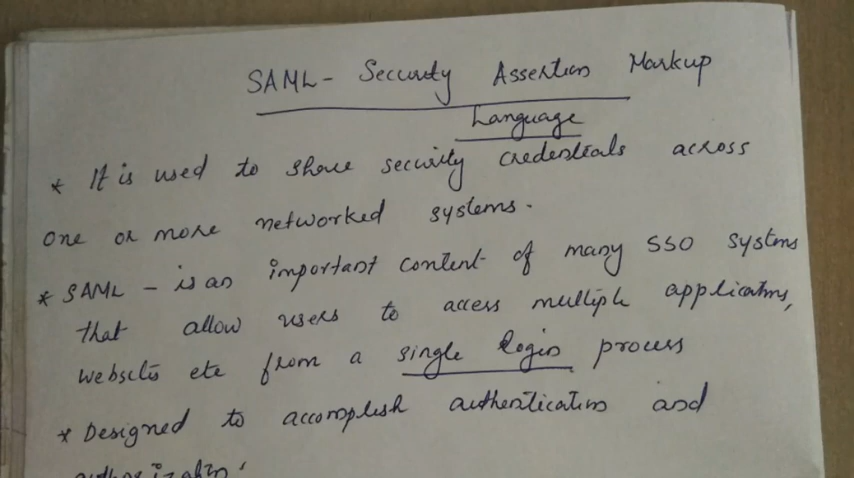 SAML - Security Assertion Markup
Language
* It is used to share security credentials across
one or more networked systems.
* SAML - is an important content of many SSO systems
that allow users to access multiple applications,
websites etc from a single login process
* Designed to accomplish authentication and
authorization.